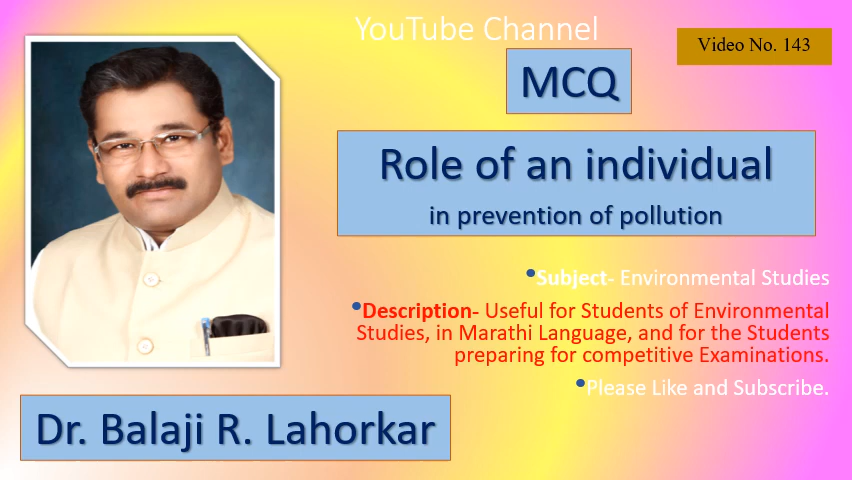 YouTube Channel
Video No. 143
MCQ
Role of an individual
in prevention of pollution
•Subject- Environmental Studies
•Description- Useful for Students of Environmental
Studies, in Marathi Language, and for the Students
preparing for competitive Examinations.
•Please Like and Subscribe.
Dr. Balaji R. Lahorkar